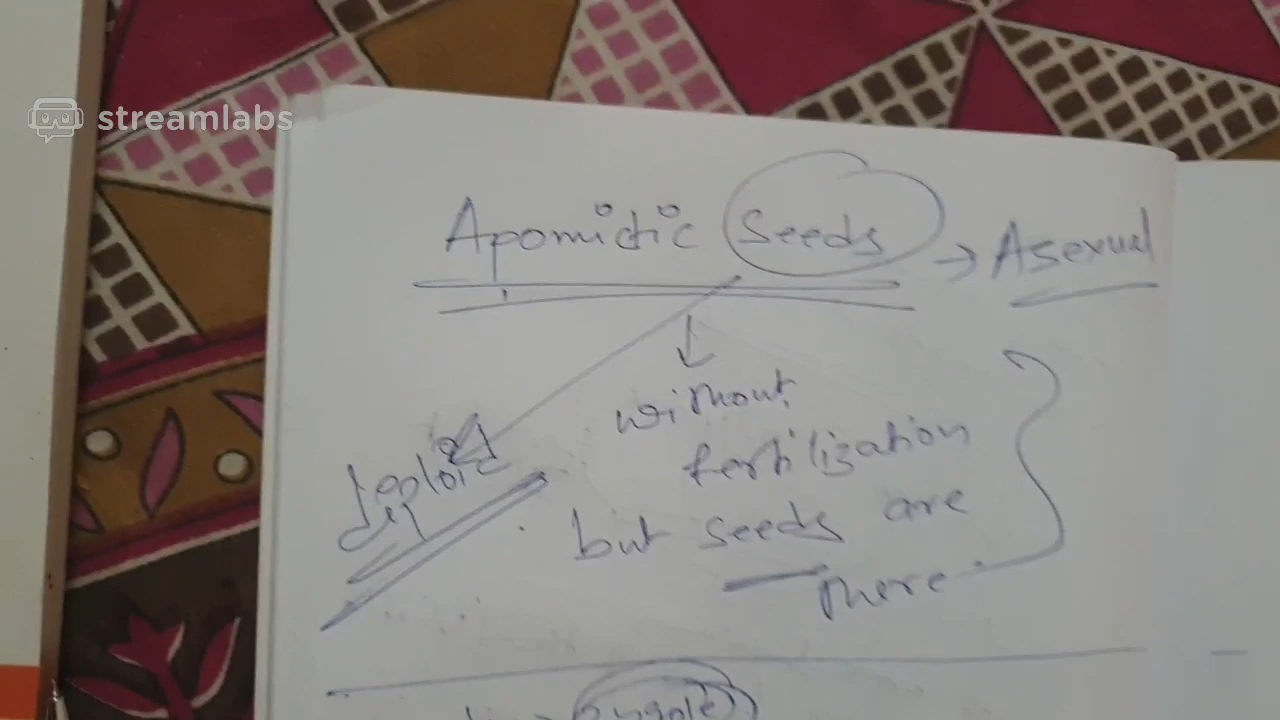 streamlabs
Apomictic Seeds → Asexual
↓
without
fertilization
but seeds are
there